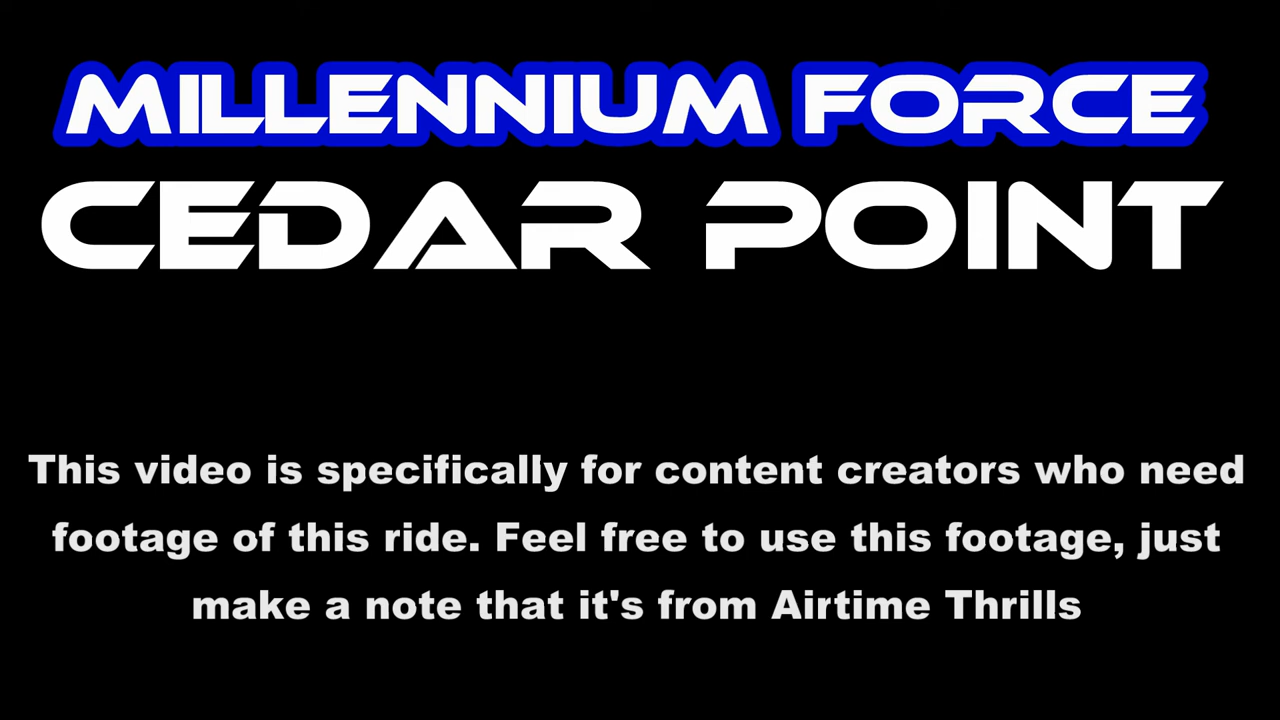 MILLENNIUM FORCE
CEDAR POINT
This video is specifically for content creators who need
footage of this ride. Feel free to use this footage, just
make a note that it's from Airtime Thrills